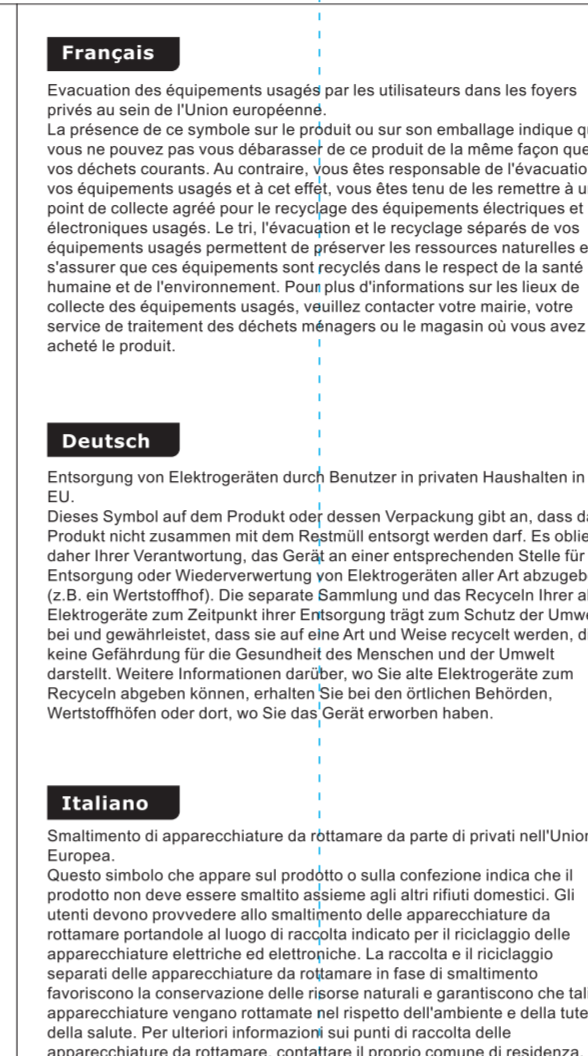 Français
Evacuation des équipements usagés par les utilisateurs dans les foyers
privés au sein de l'Union européenne.
La présence de ce symbole sur le produit ou sur son emballage indique
vous ne pouvez pas vous débarasser de ce produit de la même façon que
vos déchets courants. Au contraire, vous êtes responsable de
vos équipements usagés et à cet effet, vous êtes tenu de les remettre à
point de collecte agréé pour le recyclage des équipements électriques et
électroniques usagés. Le tri, l'évacuation et le recyclage séparés de vos
équipements usagés permettent de préserver les ressources naturelles
s'assurer que ces équipements sont recyclés dans le respect de la santé
humaine et de l'environnement. Pour plus d'informations sur les lieux de
collecte des équipements usagés, veuillez contacter votre mairie, votre
service de traitement des déchets ménagers ou le magasin où vous avez
acheté le produit.
Deutsch
Entsorgung von Elektrogeräten durch Benutzer in privaten Haushalten in
EU.
Dieses Symbol auf dem Produkt oder dessen Verpackung gibt an, dass
Produkt nicht zusammen mit dem Restmüll entsorgt werden darf. Es
daher Ihrer Verantwortung, das Gerät an einer entsprechenden Stelle für
Entsorgung oder Wiederverwertung von Elektrogeräten aller Art
(z.B. ein Wertstoffhof). Die separate Sammlung und das Recyceln Ihrer
Elektrogeräte zum Zeitpunkt ihrer Entsorgung trägt zum Schutz der
bei und gewährleistet, dass sie auf eine Art und Weise recycelt werden,
keine Gefährdung für die Gesundheit des Menschen und der Umwelt
darstellt. Weitere Informationen darüber, wo Sie alte Elektrogeräte zum
Recyceln abgeben können, erhalten Sie bei den örtlichen Behörden,
Wertstoffhöfen oder dort, wo Sie das Gerät erworben haben.
Italiano
Smaltimento di apparecchiature da rottamare da parte di privati
Europea.
Questo simbolo che appare sul prodotto o sulla confezione indica che il
prodotto non deve essere smaltito assieme agli altri rifiuti domestici. Gli
utenti devono provvedere allo smaltimento delle apparecchiature da
rottamare portandole al luogo di raccolta indicato per il riciclaggio delle
apparecchiature elettriche ed elettroniche. La raccolta e il riciclaggio
separati delle apparecchiature da rottamare in fase di smaltimento
favoriscono la conservazione delle risorse naturali e garantiscono che tali
apparecchiature vengano rottamate nel rispetto dell'ambiente e della
della salute. Per ulteriori informazioni sui punti di raccolta delle
apparecchiature da rottamare, contattare il proprio comune di residenza